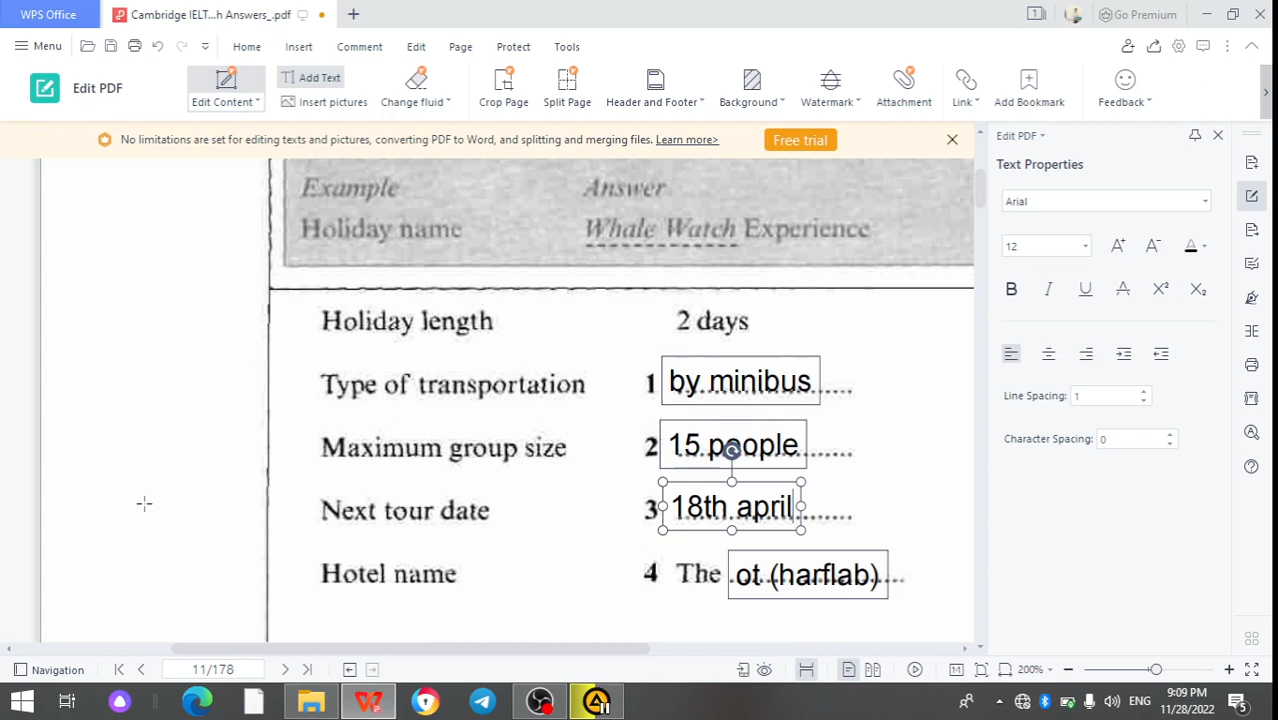 WPS Office
Cambridge IELT...h Answers_.pdf
Go Premium
Menu
Home
Insert
Comment
Edit
Page
Protect
Tools
Edit PDF
Edit Content
Add Text
Insert pictures
Change fluid
Crop Page
Split Page
Header and Footer
Background
Watermark
Attachment
Link
Add Bookmark
Feedback
No limitations are set for editing texts and pictures, converting PDF to Word, and splitting and merging files. Learn more>
Free trial
Example Answer
Holiday name Whale Watch Experience
Holiday length 2 days
Type of transportation 1 by minibus
Maximum group size 2 15 people
Next tour date 3 18th april
Hotel name 4 The ot (harflab)
Edit PDF
Text Properties
Arial
12
Line Spacing: 1
Character Spacing: 0
Navigation
11/178
200%
ENG
9:09 PM
11/28/2022
5